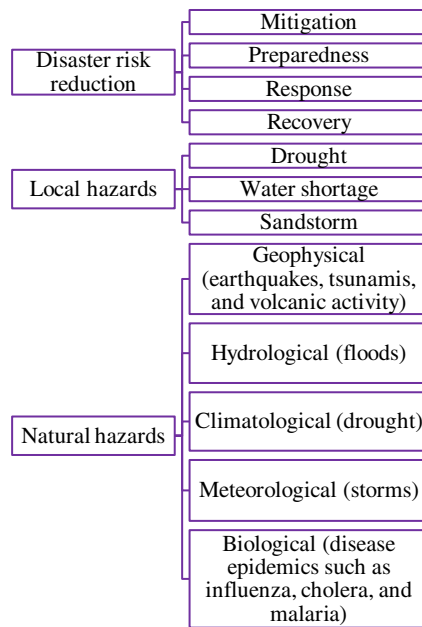 Disaster risk
reduction
Mitigation
Preparedness
Response
Recovery
Local hazards
Drought
Water shortage
Sandstorm
Natural hazards
Geophysical
(earthquakes, tsunamis,
and volcanic activity)
Hydrological (floods)
Climatological (drought)
Meteorological (storms)
Biological (disease
epidemics such as
influenza, cholera, and
malaria)